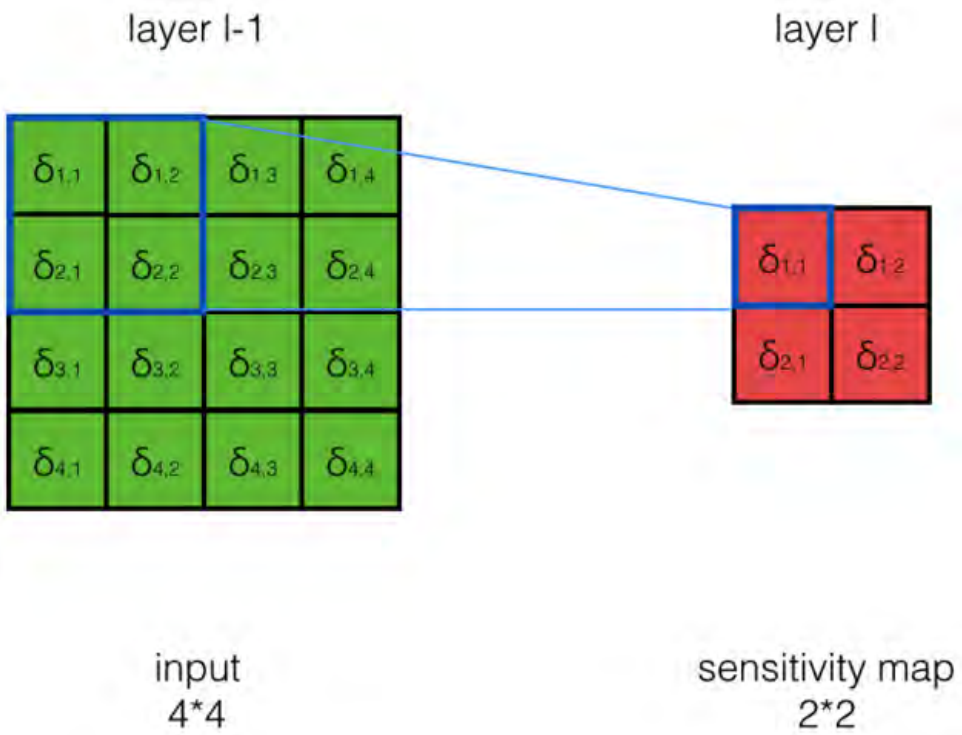 layer l-1
layer l
δ1,1 δ1,2 δ1,3 δ1,4
δ2,1 δ2,2 δ2,3 δ2,4
δ3,1 δ3,2 δ3,3 δ3,4
δ4,1 δ4,2 δ4,3 δ4,4
δ1,1 δ1,2
δ2,1 δ2,2
input
4*4
sensitivity map
2*2